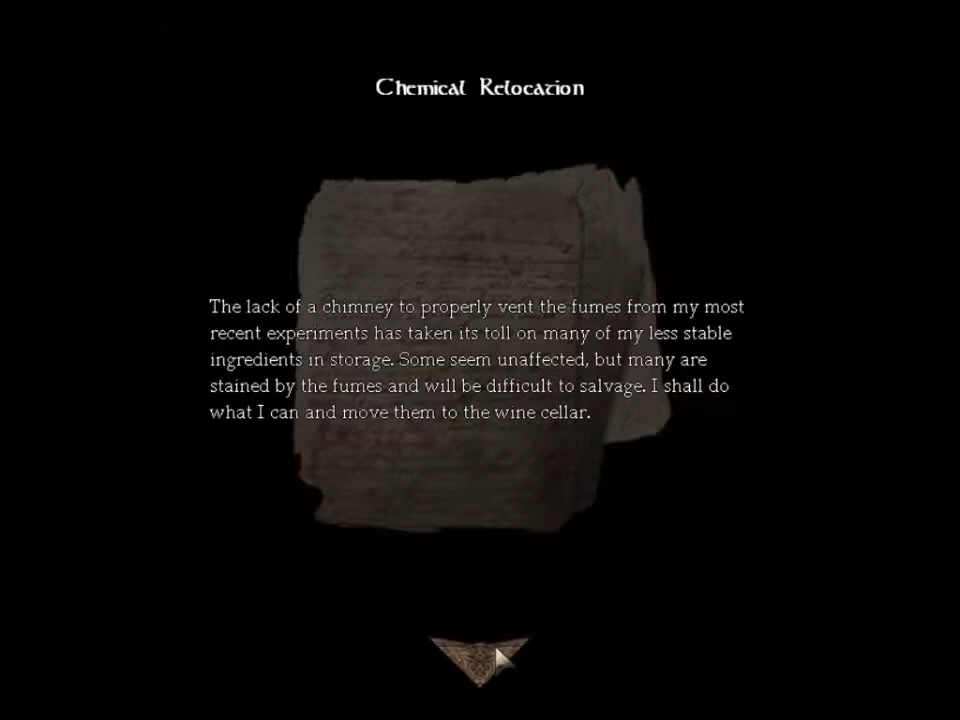 Chemical Relocation
The lack of a chimney to properly vent the fumes from my most
recent experiments has taken its toll on many of my less stable
ingredients in storage. Some seem unaffected, but many are
stained by the fumes and will be difficult to salvage. I shall do
what I can and move them to the wine cellar.